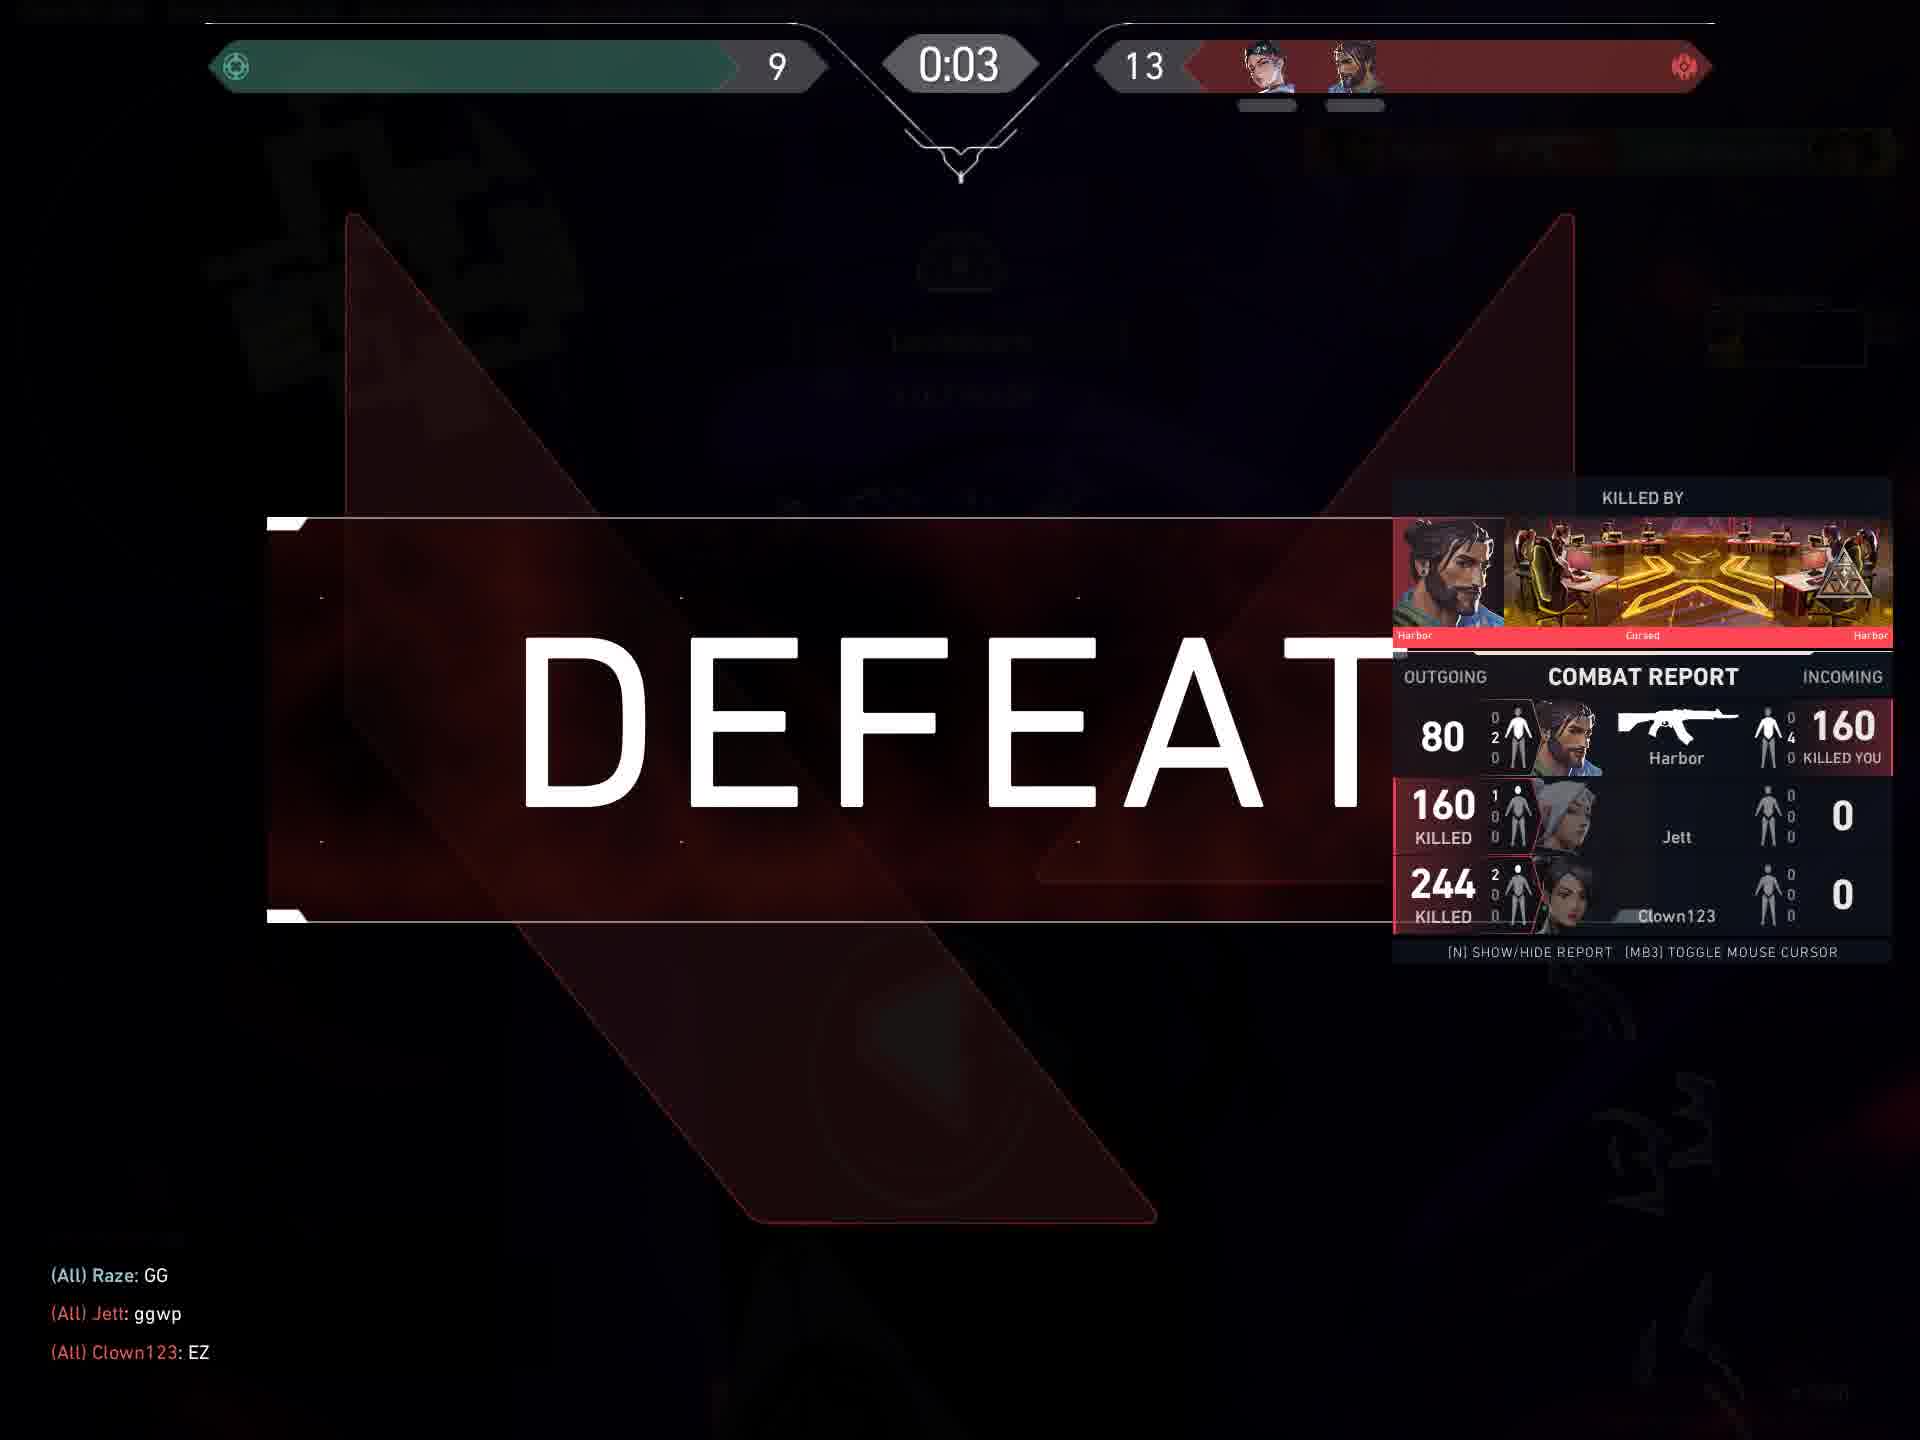 9
0:03
13
KILLED BY
Harbor Cursed Harbor
OUTGOING COMBAT REPORT INCOMING
DEFEAT
80 0 2 0 Harbor 0 4 0 160 KILLED YOU
160 KILLED 1 0 0 Jett 0 0 0 0
244 KILLED 2 0 0 Clown123 0 0 0 0
[N] SHOW/HIDE REPORT [MB3] TOGGLE MOUSE CURSOR
(All) Raze: GG
(All) Jett: ggwp
(All) Clown123: EZ